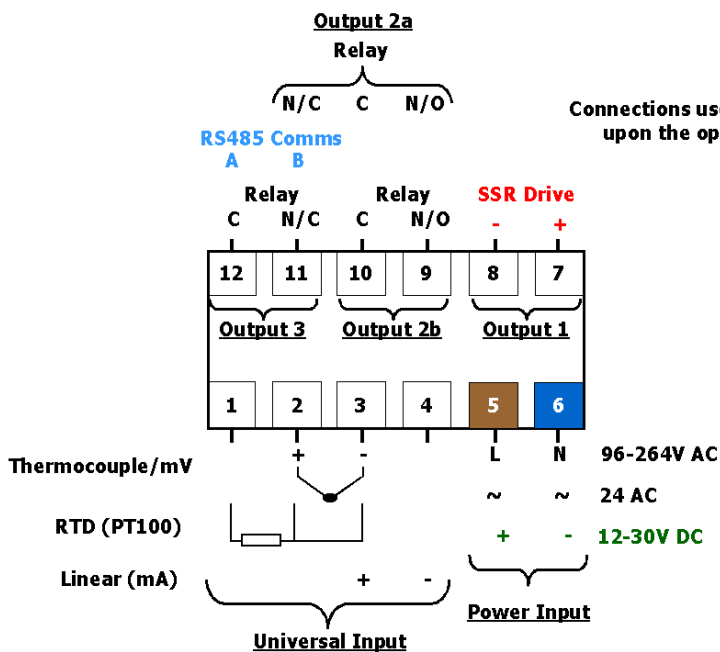 Output 2a
Relay
N/C C N/O
Connections use
upon the op
RS485 Comms
A B
Relay Relay SSR Drive
C N/C C N/O - +
12 11 10 9 8 7
Output 3 Output 2b Output 1
1 2 3 4 5 6
+ - L N 96-264V AC
Thermocouple/mV
~ ~ 24 AC
RTD (PT100) + - 12-30V DC
Linear (mA) + -
Power Input
Universal Input